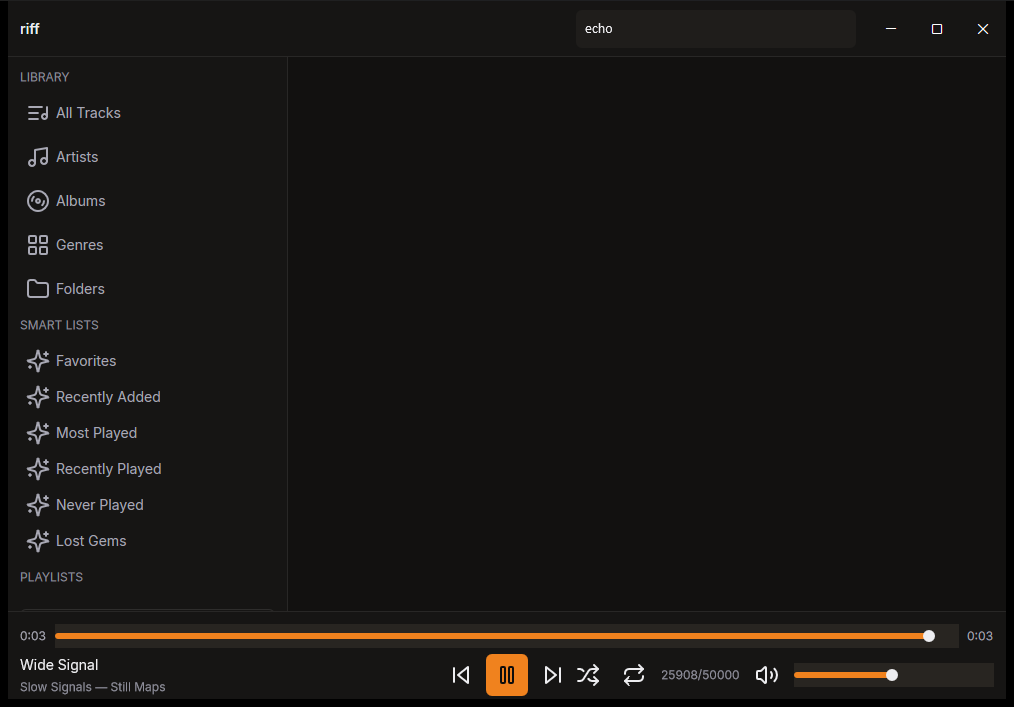 riff
echo
LIBRARY
All Tracks
Artists
Albums
Genres
Folders
SMART LISTS
Favorites
Recently Added
Most Played
Recently Played
Never Played
Lost Gems
PLAYLISTS
0:03
0:03
Wide Signal
Slow Signals — Still Maps
25908/50000